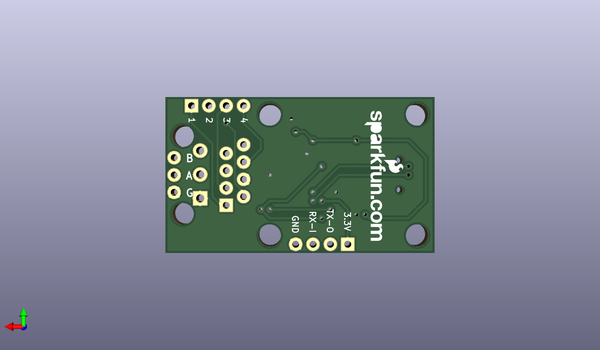 1 2 3 4
B
A
G
GND
RX-I
TX-O
3.3V
sparkfun.com